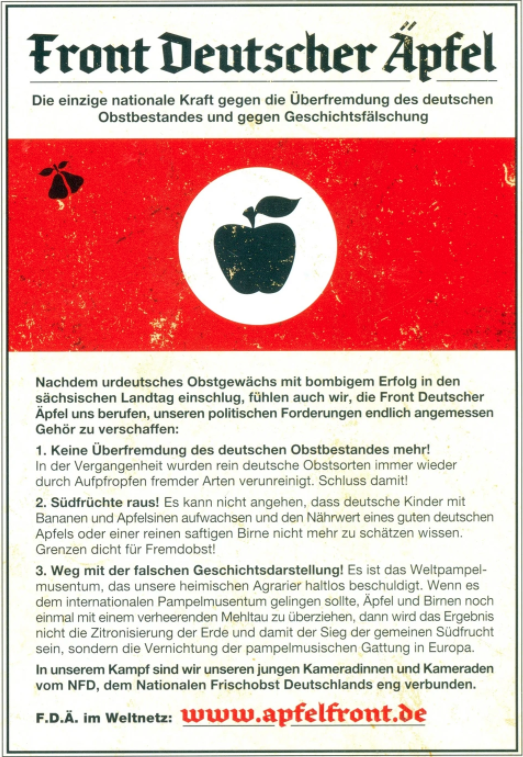 Front Deutscher Äpfel
Die einzige nationale Kraft gegen die Überfremdung des deutschen
Obstbestandes und gegen Geschichtsfälschung
Nachdem urdeutsches Obstgewächs mit bombigem Erfolg in den
sächsischen Landtag einschlug, fühlen auch wir, die Front Deutscher
Äpfel uns berufen, unseren politischen Forderungen endlich angemessen
Gehör zu verschaffen:
1. Keine Überfremdung des deutschen Obstbestandes mehr!
In der Vergangenheit wurden rein deutsche Obstsorten immer wieder
durch Aufpfropfen fremder Arten verunreinigt. Schluss damit!
2. Südfrüchte raus! Es kann nicht angehen, dass deutsche Kinder mit
Bananen und Apfelsinen aufwachsen und den Nährwert eines guten deutschen
Apfels oder einer reinen saftigen Birne nicht mehr zu schätzen wissen.
Grenzen dicht für Fremdobst!
3. Weg mit der falschen Geschichtsdarstellung! Es ist das Weltpampel-
musentum, das unsere heimischen Agrarier haltlos beschuldigt. Wenn es
dem internationalen Pampelmusentum gelingen sollte, Äpfel und Birnen noch
einmal mit einem verheerenden Mehltau zu überziehen, dann wird das Ergebnis
nicht die Zitronisierung der Erde und damit der Sieg der gemeinen Südfrucht
sein, sondern die Vernichtung der pampelmusischen Gattung in Europa.
In unserem Kampf sind wir unseren jungen Kameradinnen und Kameraden
vom NFD, dem Nationalen Frischobst Deutschlands eng verbunden.
F.D.Ä. im Weltnetz: www.apfelfront.de